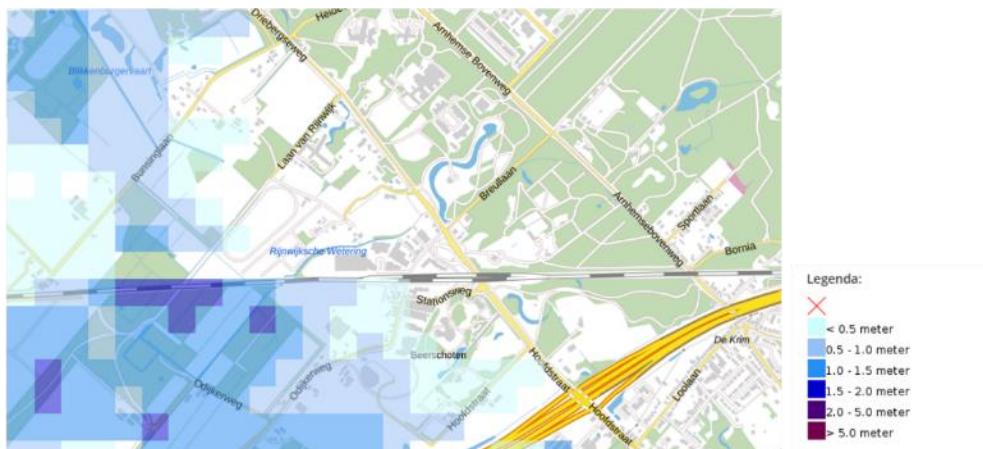 Driebergseweg
Heide
Arnhemse Bovenweg
Blikkenburgervaart
Laan van Rijnwijk
Bunsinglaan
Breullaan
Arnhemsebovenweg
Sportlaan
Bornia
Rijnwijksche Wetering
Stationsweg
Beerschoten
De Krim
Hoofdstraat
Loolaan
Odijkerweg
Odijkerweg
Hoofdstraat
Hoofdstraat
Legenda:
< 0.5 meter
0.5 - 1.0 meter
1.0 - 1.5 meter
1.5 - 2.0 meter
2.0 - 5.0 meter
> 5.0 meter